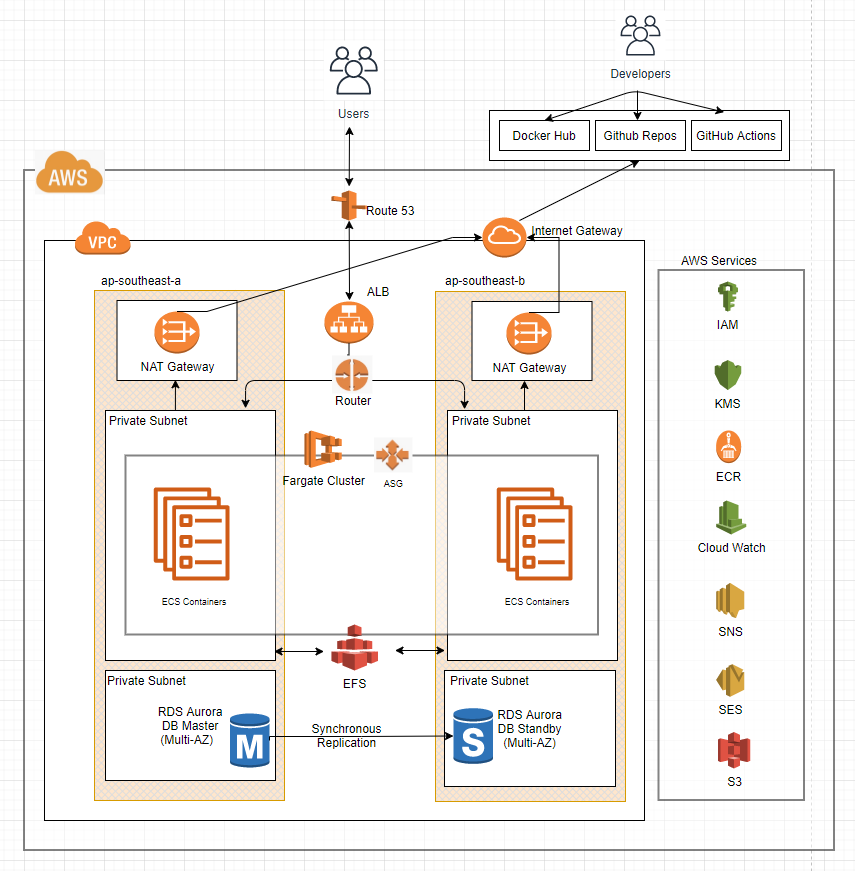 Developers
Users
Docker Hub
Github Repos
GitHub Actions
AWS
Route 53
VPC
Internet Gateway
AWS Services
ap-southeast-a
ap-southeast-b
ALB
IAM
NAT Gateway
NAT Gateway
Router
KMS
Private Subnet
Private Subnet
Fargate Cluster
ASG
ECR
Cloud Watch
ECS Containers
ECS Containers
SNS
EFS
Private Subnet
Private Subnet
RDS Aurora
DB Master
(Multi-AZ)
M
Synchronous
Replication
S
RDS Aurora
DB Standby
(Multi-AZ)
SES
S3